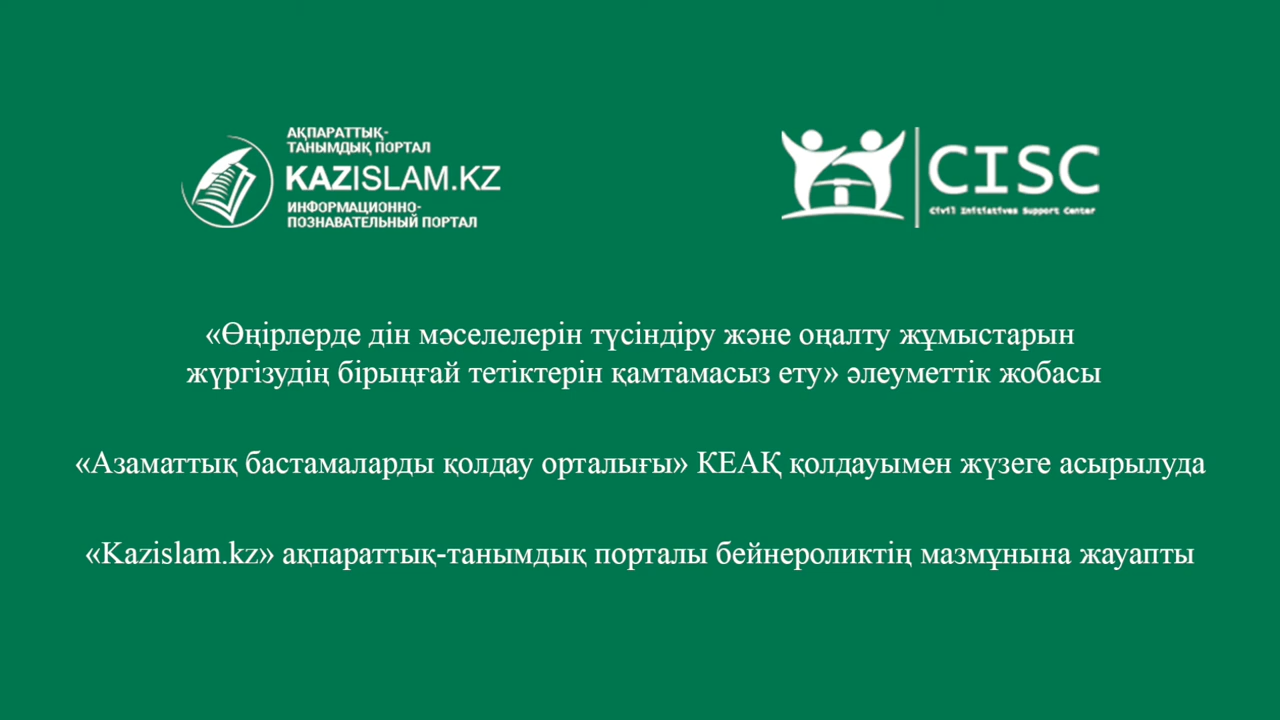 АҚПАРАТТЫҚ-
ТАНЫМДЫҚ ПОРТАЛ
KAZISLAM.KZ
ИНФОРМАЦИОННО-
ПОЗНАВАТЕЛЬНЫЙ ПОРТАЛ
CISC
Civil Initiatives Support Center
«Өңірлерде дін мәселелерін түсіндіру және оңалту жұмыстарын
жүргізудің бірыңғай тетіктерін қамтамасыз ету» әлеуметтік жобасы
«Азаматтық бастамаларды қолдау орталығы» КЕАҚ қолдауымен жүзеге асырылуда
«Kazislam.kz» ақпараттық-танымдық порталы бейнероликтің мазмұнына жауапты